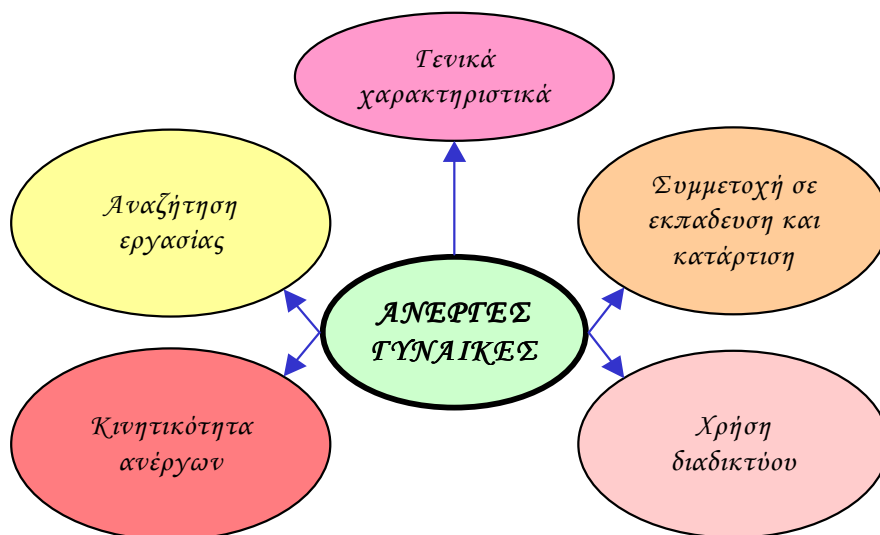 Γενικά
χαρακτηριστικά
Αναζήτηση
εργασίας
Συμμετοχή σε
εκπαδευση και
κατάρτιση
ΑΝΕΡΓΕΣ
ΓΥΝΑΙΚΕΣ
Κινητικότητα
ανέργων
Χρήση
διαδικτύου